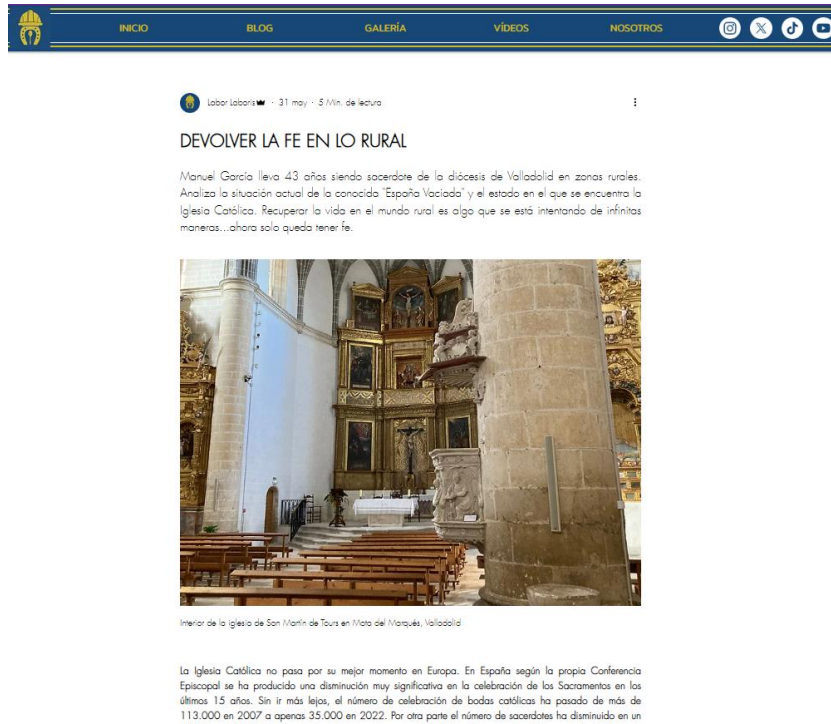 INICIO BLOG GALERÍA VÍDEOS NOSOTROS
Labor Laboris · 31 may · 5 Min. de lectura
DEVOLVER LA FE EN LO RURAL
Manuel García lleva 43 años siendo sacerdote de la diócesis de Valladolid en zonas rurales.
Analiza la situación actual de la conocida "España Vaciada" y el estado en el que se encuentra la
Iglesia Católica. Recuperar la vida en el mundo rural es algo que se está intentando de infinitas
maneras...ahora solo queda tener fe.
Interior de la iglesia de San Martín de Tours en Mota del Marqués, Valladolid
La Iglesia Católica no pasa por su mejor momento en Europa. En España según la propia Conferencia
Episcopal se ha producido una disminución muy significativa en la celebración de los Sacramentos en los
últimos 15 años. Sin ir más lejos, el número de celebración de bodas católicas ha pasado de más de
113.000 en 2007 a apenas 35.000 en 2022. Por otra parte el número de sacerdotes ha disminuido en un